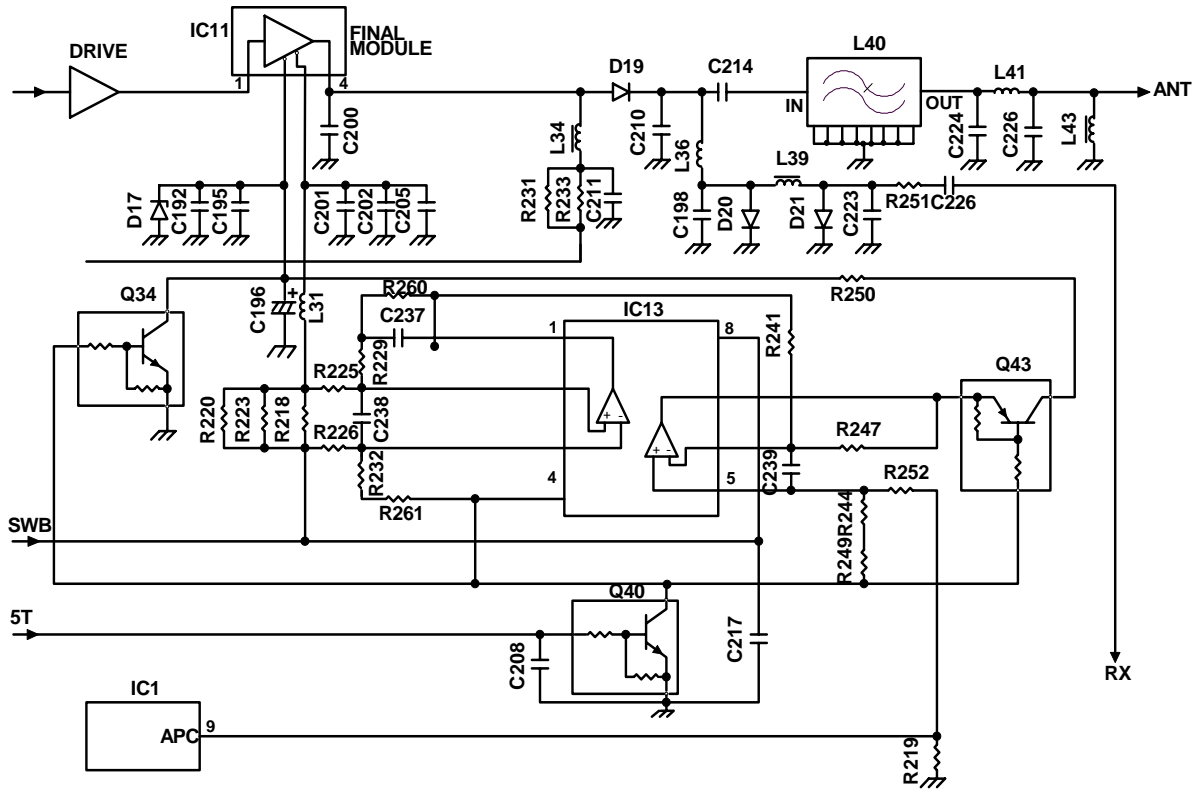 IC11
FINAL
MODULE
DRIVE
1
4
C200
D19
C214
L40
IN
OUT
L41
ANT
L34
C210
L36
C224
C226
L43
L39
R231
R233
C211
C198
D20
D21
C223
R251
C226
D17
C192
C195
C201
C202
C205
Q34
C196
+
L31
R260
C237
IC13
1
8
R241
R250
Q43
R229
R225
R220
R223
R218
R226
C238
R232
R261
+ -
+ -
4
5
C239
R247
R252
R244
R249
SWB
5T
Q40
C208
C217
RX
IC1
APC
9
R219